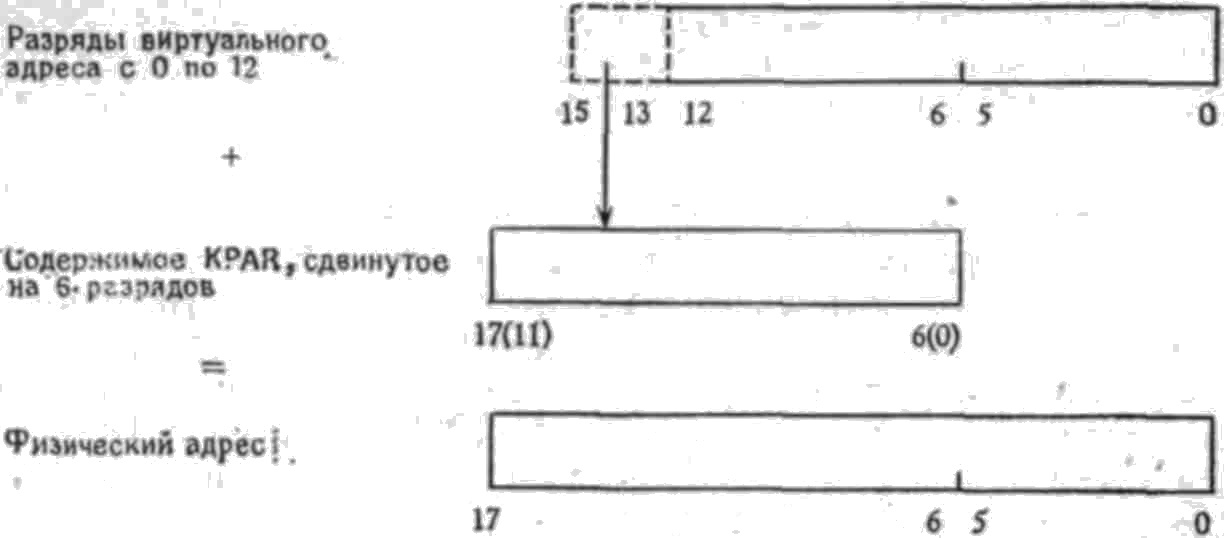 Разряды виртуального
адреса с 0 по 12
15 13 12 6 5 0
+
Содержимое KPAR, сдвинутое
на 6 разрядов
17(11) 6(0)
=
Физический адрес
17 6 5 0